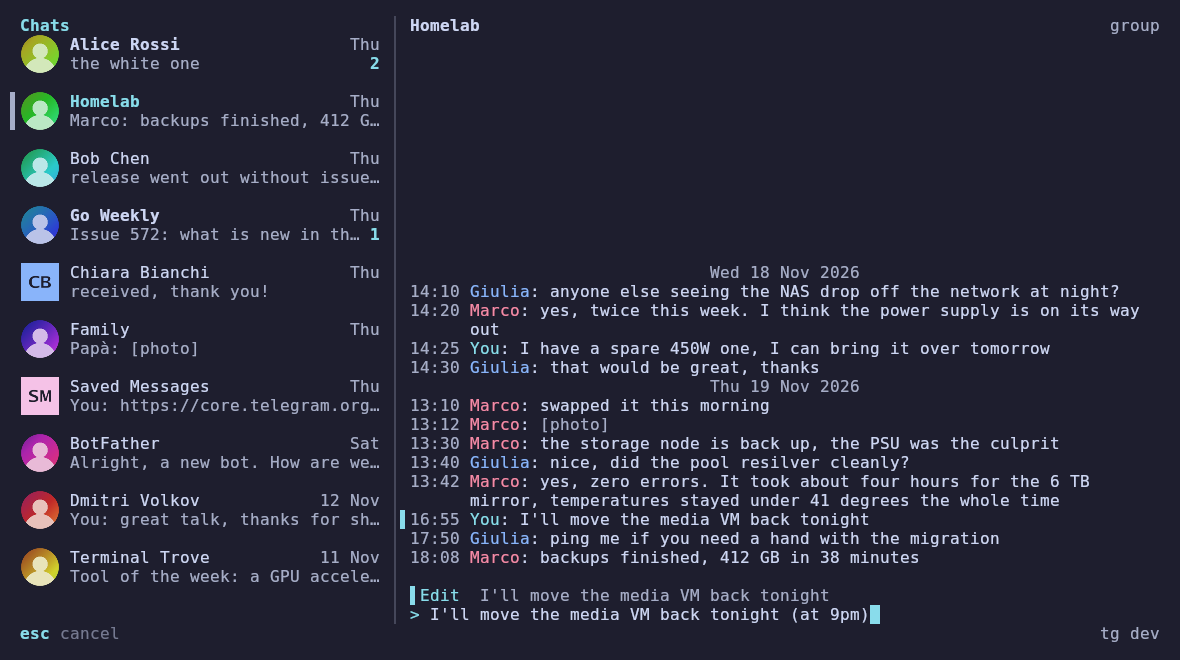 Chats
Alice Rossi Thu
the white one 2
Homelab Thu
Marco: backups finished, 412 G…
Bob Chen Thu
release went out without issue…
Go Weekly Thu
Issue 572: what is new in th… 1
CB
Chiara Bianchi Thu
received, thank you!
Family Thu
Papà: [photo]
SM
Saved Messages Thu
You: https://core.telegram.org…
BotFather Sat
Alright, a new bot. How are we…
Dmitri Volkov 12 Nov
You: great talk, thanks for sh…
Terminal Trove 11 Nov
Tool of the week: a GPU accele…
Homelab group
Wed 18 Nov 2026
14:10 Giulia: anyone else seeing the NAS drop off the network at night?
14:20 Marco: yes, twice this week. I think the power supply is on its way
out
14:25 You: I have a spare 450W one, I can bring it over tomorrow
14:30 Giulia: that would be great, thanks
Thu 19 Nov 2026
13:10 Marco: swapped it this morning
13:12 Marco: [photo]
13:30 Marco: the storage node is back up, the PSU was the culprit
13:40 Giulia: nice, did the pool resilver cleanly?
13:42 Marco: yes, zero errors. It took about four hours for the 6 TB
mirror, temperatures stayed under 41 degrees the whole time
16:55 You: I'll move the media VM back tonight
17:50 Giulia: ping me if you need a hand with the migration
18:08 Marco: backups finished, 412 GB in 38 minutes
Edit I'll move the media VM back tonight
> I'll move the media VM back tonight (at 9pm)
esc cancel
tg dev